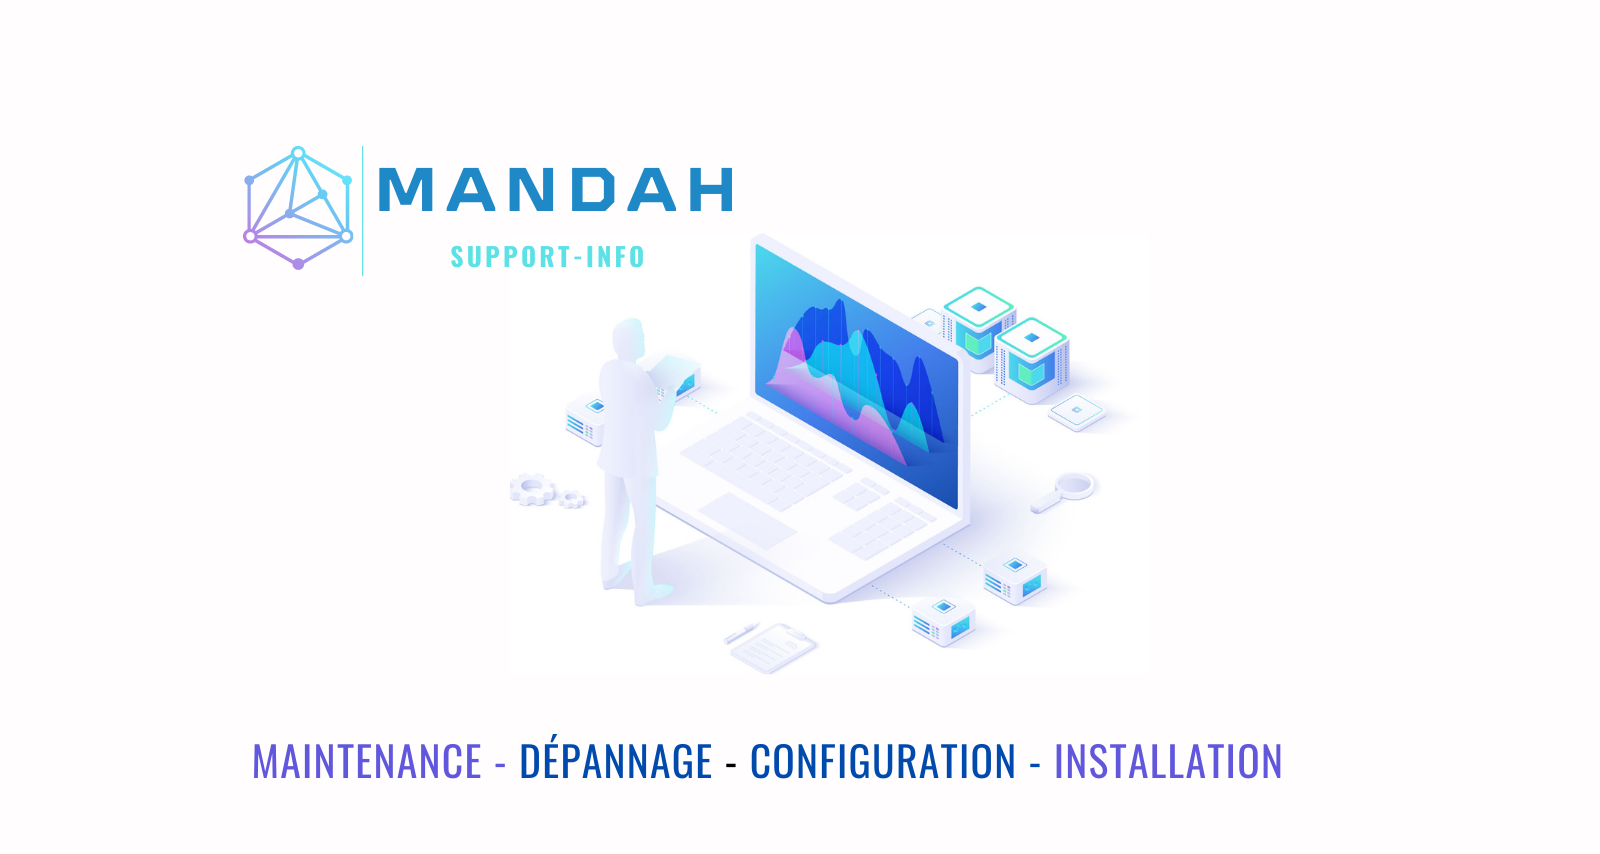 MANDAH
SUPPORT-INFO
MAINTENANCE - DÉPANNAGE - CONFIGURATION - INSTALLATION